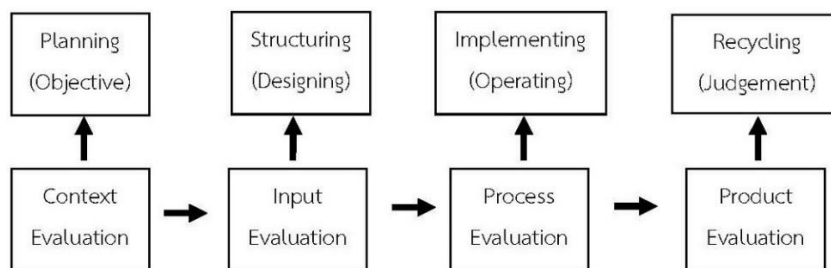 Planning
(Objective)
Structuring
(Designing)
Implementing
(Operating)
Recycling
(Judgement)
Context
Evaluation
Input
Evaluation
Process
Evaluation
Product
Evaluation